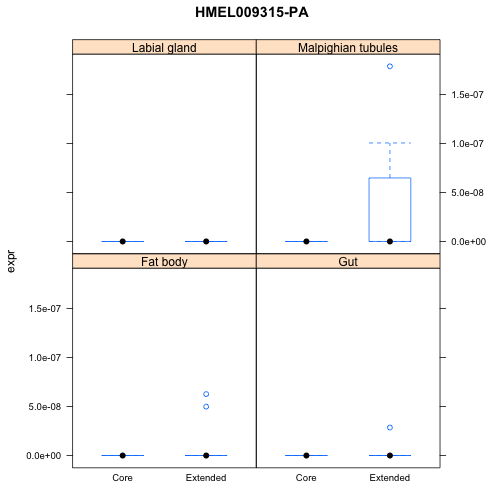 HMEL009315-PA
Labial gland
Malpighian tubules
1.5e-07
1.0e-07
5.0e-08
0.0e+00
expr
Fat body
Gut
1.5e-07
1.0e-07
5.0e-08
0.0e+00
Core
Extended
Core
Extended